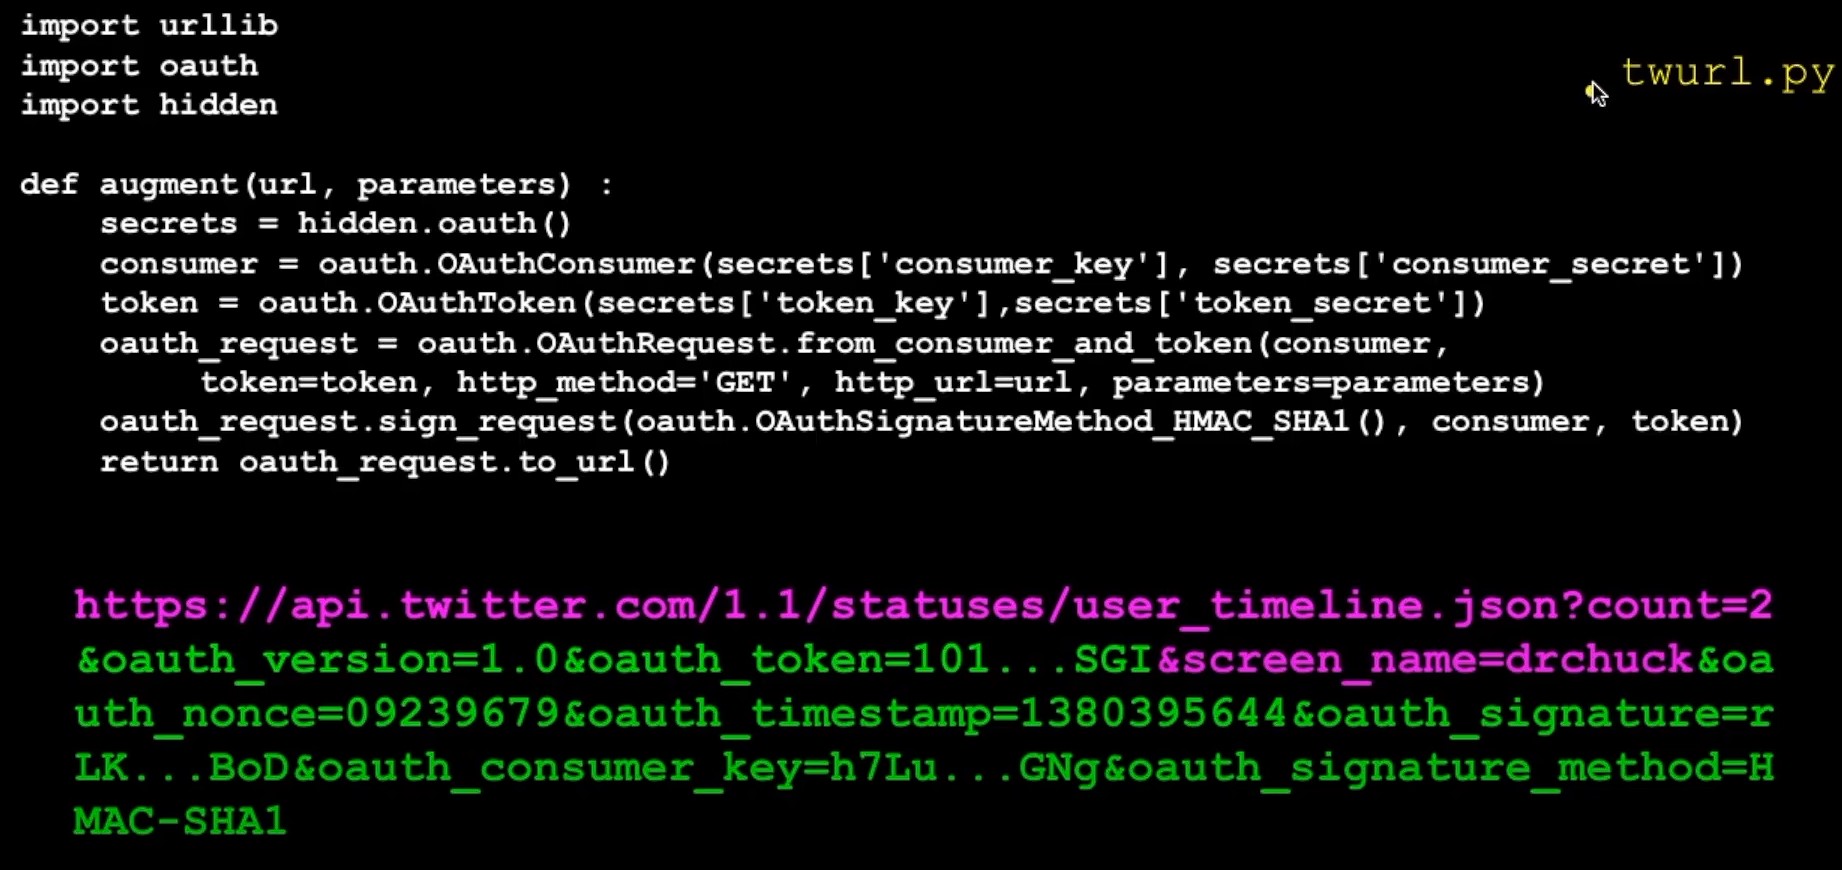 import urllib
import oauth
twurl.py
import hidden
def augment(url, parameters) :
    secrets = hidden.oauth()
    consumer = oauth.OAuthConsumer(secrets['consumer_key'], secrets['consumer_secret'])
    token = oauth.OAuthToken(secrets['token_key'],secrets['token_secret'])
    oauth_request = oauth.OAuthRequest.from_consumer_and_token(consumer,
         token=token, http_method='GET', http_url=url, parameters=parameters)
    oauth_request.sign_request(oauth.OAuthSignatureMethod_HMAC_SHA1(), consumer, token)
    return oauth_request.to_url()
https://api.twitter.com/1.1/statuses/user_timeline.json?count=2
&oauth_version=1.0&oauth_token=101...SGI&screen_name=drchuck&oa
uth_nonce=09239679&oauth_timestamp=1380395644&oauth_signature=r
LK...BoD&oauth_consumer_key=h7Lu...GNg&oauth_signature_method=H
MAC-SHA1